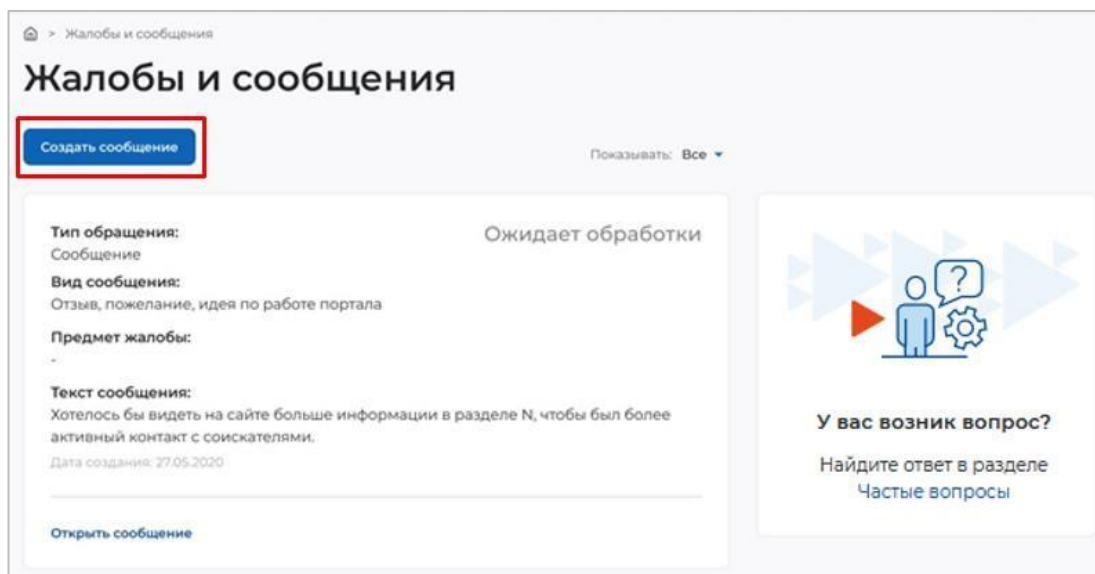 > Жалобы и сообщения
Жалобы и сообщения
Создать сообщение
Показывать: Все
Тип обращения:
Сообщение
Ожидает обработки
Вид сообщения:
Отзыв, пожелание, идея по работе портала
Предмет жалобы:
-
Текст сообщения:
Хотелось бы видеть на сайте больше информации в разделе N, чтобы был более
активный контакт с соискателями.
Дата создания: 27.05.2020
Открыть сообщение
?
У вас возник вопрос?
Найдите ответ в разделе
Частые вопросы